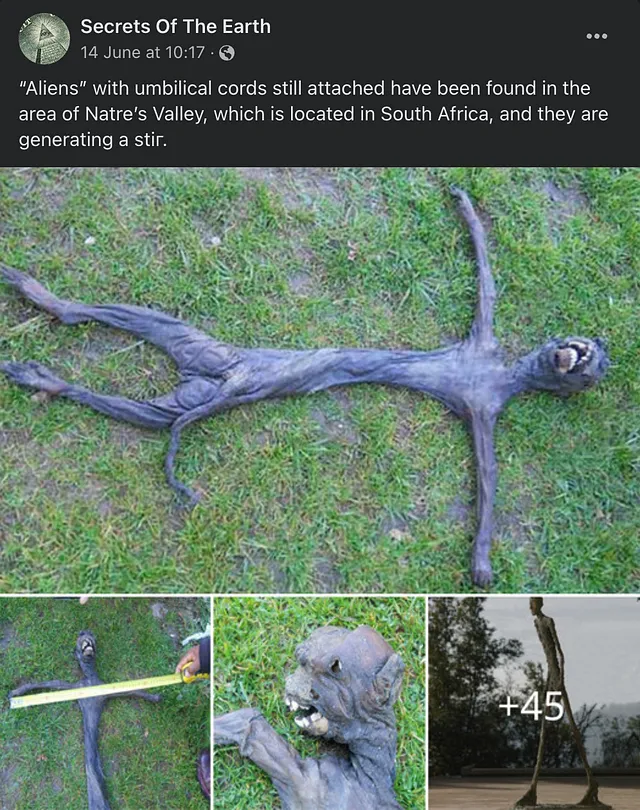 Secrets Of The Earth
14 June at 10:17 ·
“Aliens” with umbilical cords still attached have been found in the
area of Natre’s Valley, which is located in South Africa, and they are
generating a stir.
+45